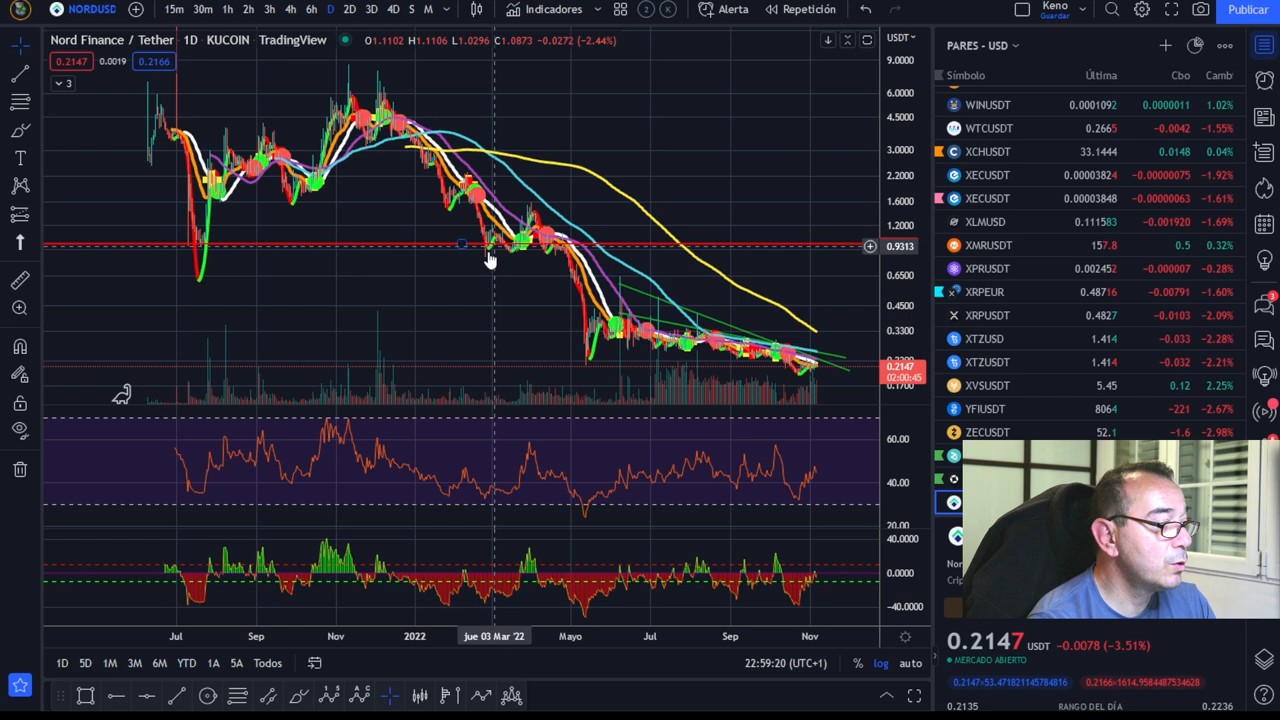 NORDUSD 15m 30m 1h 2h 3h 4h 6h D 2D 3D 4D S M Indicadores 2 K Alerta Repetición Keno Guardar Publicar
Nord Finance / Tether · 1D · KUCOIN · TradingView O1.1102 H1.1106 L1.0296 C1.0873 -0.0272 (-2.44%) USDT
0.2147 0.0019 0.2166
3
9.0000
6.0000
4.5000
3.0000
2.2000
1.6000
1.2000
0.9313
0.6500
0.4500
0.3300
0.2147
02:00:45
0.1700
60.00
40.00
20.00
40.0000
0.0000
-40.0000
Jul Sep Nov 2022 jue 03 Mar '22 Mayo Jul Sep Nov
1D 5D 1M 3M 6M YTD 1A 5A Todos 22:59:20 (UTC+1) % log auto
PARES - USD
Símbolo Última Cbo Camb
WINUSDT 0.0001092 0.0000011 1.02%
WTCUSDT 0.2665 -0.0042 -1.55%
XCHUSDT 33.1444 0.0148 0.04%
XECUSDT 0.00003824 -0.00000075 -1.92%
XECUSDT 0.00003848 -0.00000063 -1.61%
XLMUSD 0.111583 -0.001920 -1.69%
XMRUSDT 157.8 0.5 0.32%
XPRUSDT 0.002452 -0.000007 -0.28%
XRPEUR 0.48716 -0.00791 -1.60%
XRPUSDT 0.4827 -0.0103 -2.09%
XTZUSD 1.414 -0.033 -2.28%
XTZUSDT 1.414 -0.032 -2.21%
XVSUSDT 5.45 0.12 2.25%
YFIUSDT 8064 -221 -2.67%
ZECUSDT 52.1 -1.6 -2.98%
0.2147 USDT -0.0078 (-3.51%)
MERCADO ABIERTO
0.2147×53.471821145784816 0.2166×1614.9584487534628
0.2135 RANGO DEL DÍA 0.2236